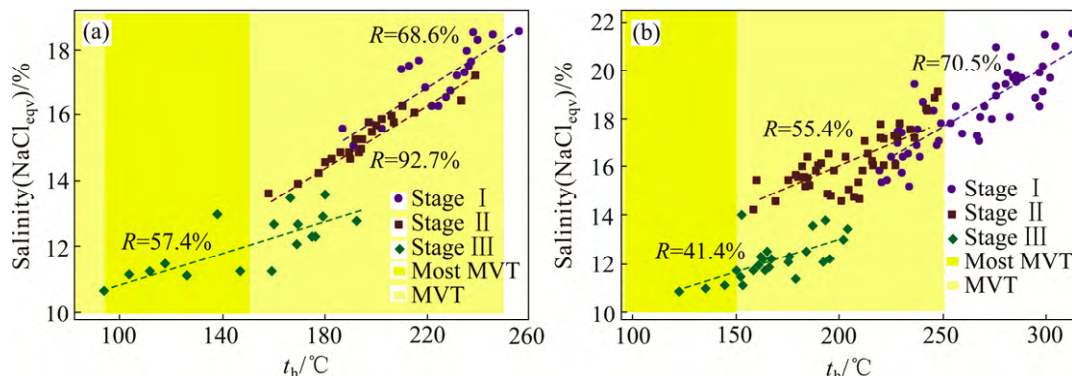 (a)
R=68.6%
R=92.7%
R=57.4%
Stage Ⅰ
Stage Ⅱ
Stage Ⅲ
Most MVT
MVT
18
16
14
12
10
100
140
180
220
260
Salinity(NaCl_eqv)/%
t_h/℃
(b)
R=70.5%
R=55.4%
R=41.4%
Stage Ⅰ
Stage Ⅱ
Stage Ⅲ
Most MVT
MVT
22
20
18
16
14
12
10
100
150
200
250
300
Salinity(NaCl_eqv)/%
t_h/℃